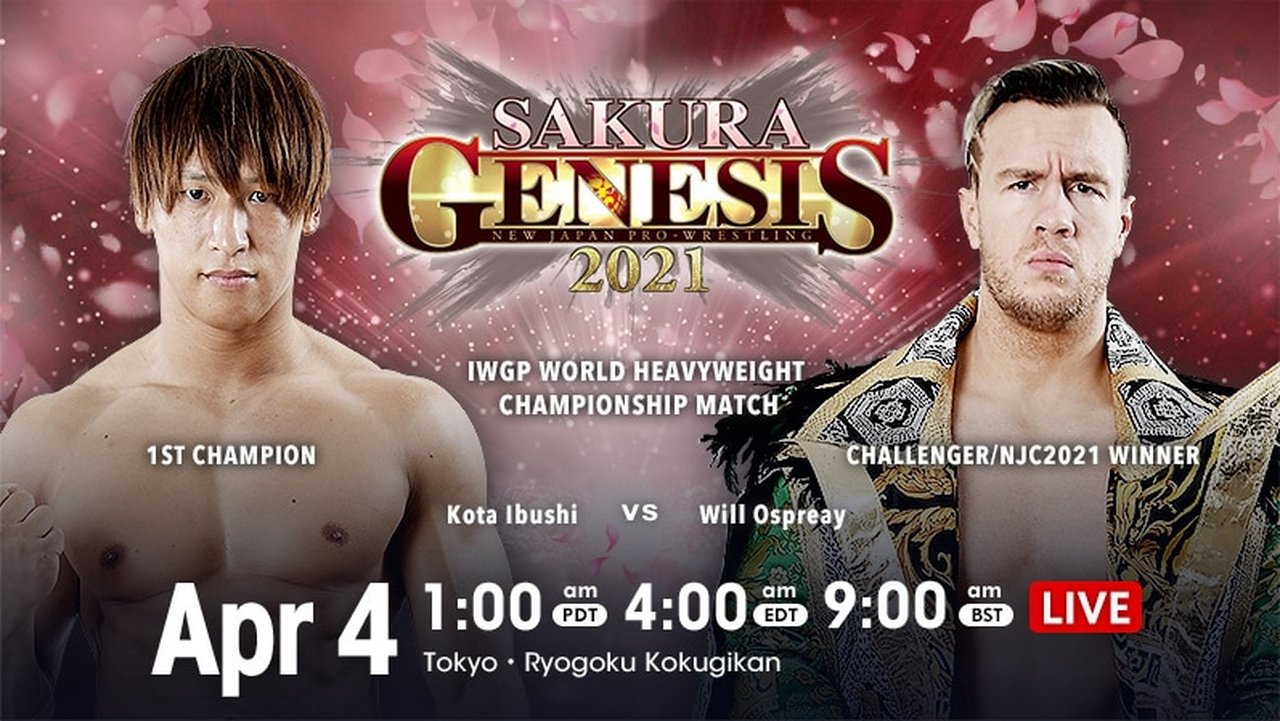 SAKURA
GENESIS
NEW JAPAN PRO-WRESTLING
2021
IWGP WORLD HEAVYWEIGHT
CHAMPIONSHIP MATCH
1ST CHAMPION
CHALLENGER/NJC2021 WINNER
Kota Ibushi VS Will Ospreay
Apr 4 1:00 am PDT 4:00 am EDT 9:00 am BST LIVE
Tokyo・Ryogoku Kokugikan